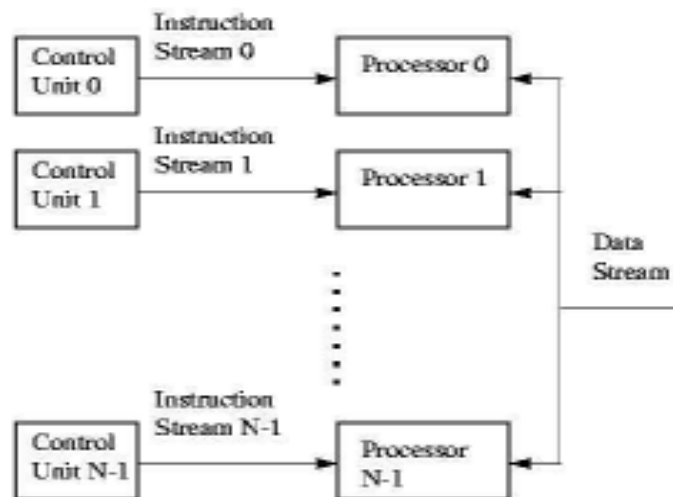 Instruction
Stream 0
Control
Unit 0
Processor 0
Instruction
Stream 1
Control
Unit 1
Processor 1
Data
Stream
Instruction
Stream N-1
Control
Unit N-1
Processor
N-1